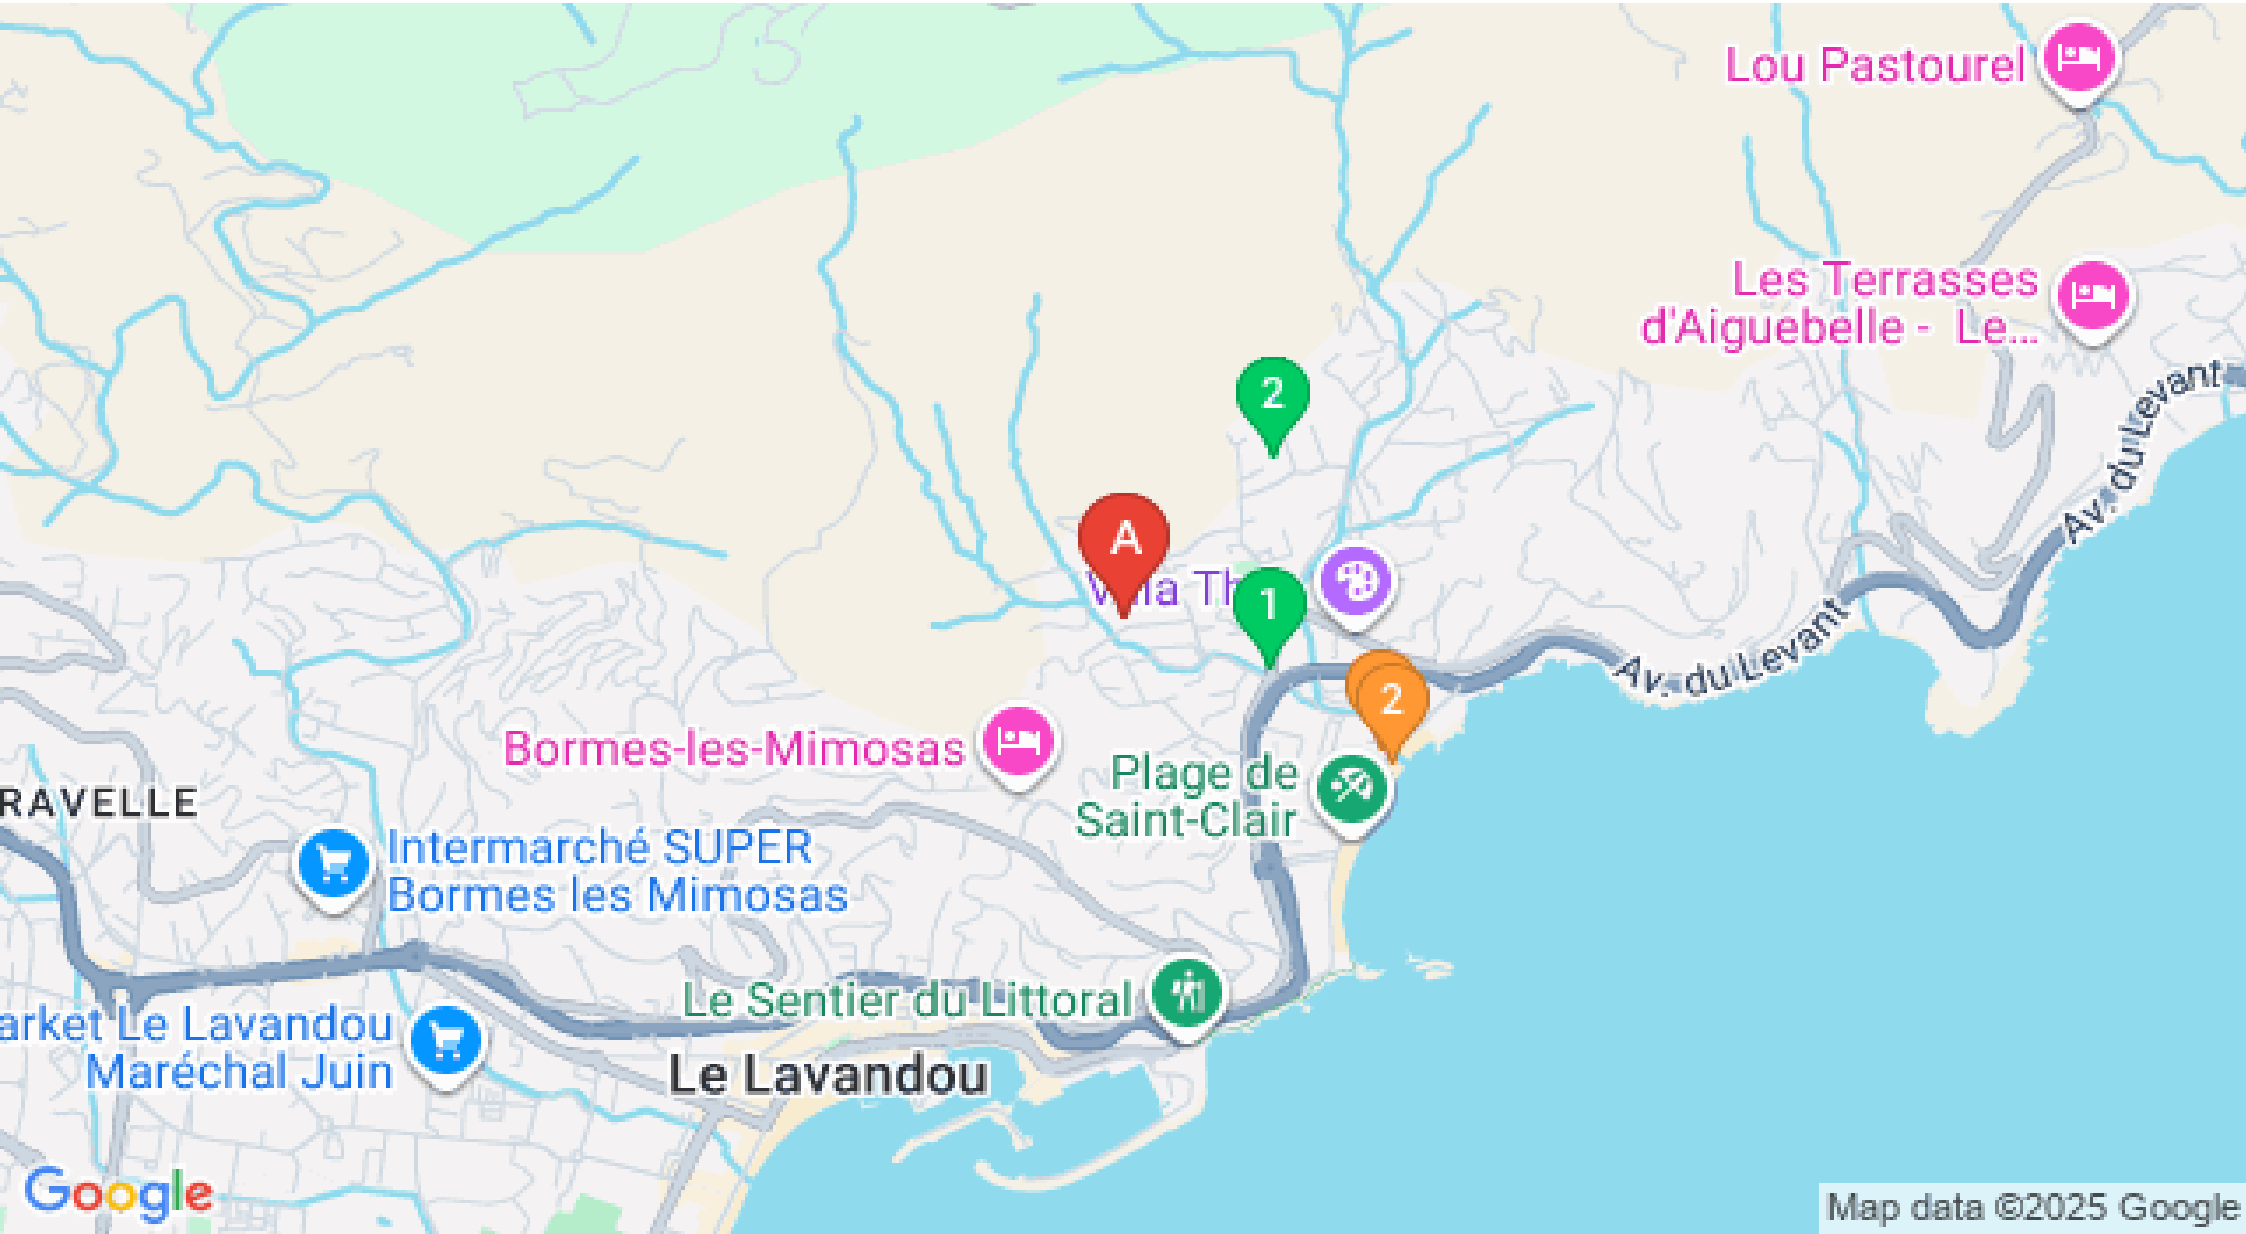 Lou Pastourel
Les Terrasses
d'Aiguebelle - Le...
Av. du Levant
2
A
1
Av. du Levant
2
Bormes-les-Mimosas
Plage de
Saint-Clair
RAVELLE
Intermarché SUPER
Bormes les Mimosas
Le Sentier du Littoral
arket Le Lavandou
Maréchal Juin
Le Lavandou
Google
Map data ©2025 Google